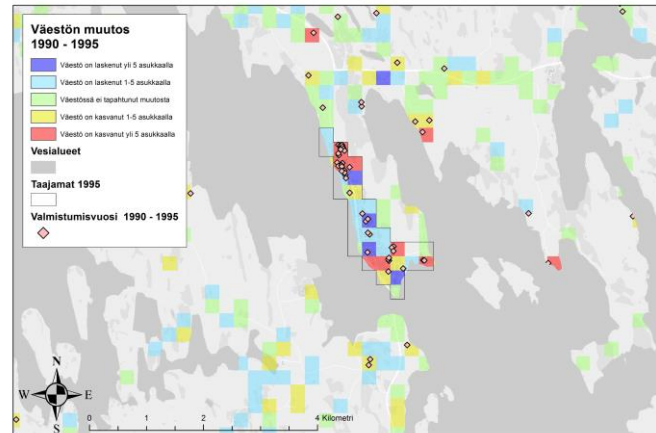 Väestön muutos
1990 - 1995
Väestö on laskenut yli 5 asukkaalla
Väestö on laskenut 1-5 asukkaalla
Väestössä ei tapahtunut muutosta
Väestö on kasvanut 1-5 asukkaalla
Väestö on kasvanut yli 5 asukkaalla
Vesialueet
Taajamat 1995
Valmistumisvuosi 1990 - 1995
N
W E
S
0 1 2 4 Kilometri